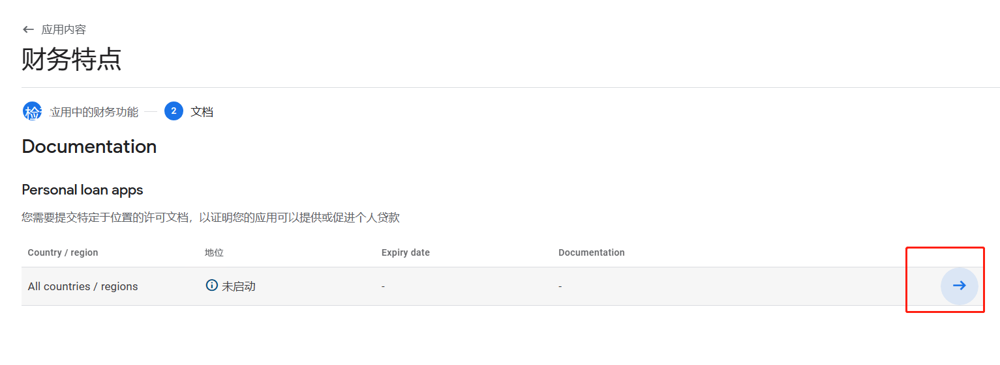 ← 应用内容
财务特点
检 应用中的财务功能 2 文档
Documentation
Personal loan apps
您需要提交特定于位置的许可文档，以证明您的应用可以提供或促进个人贷款
Country / region 地位 Expiry date Documentation
All countries / regions 未启动 - -